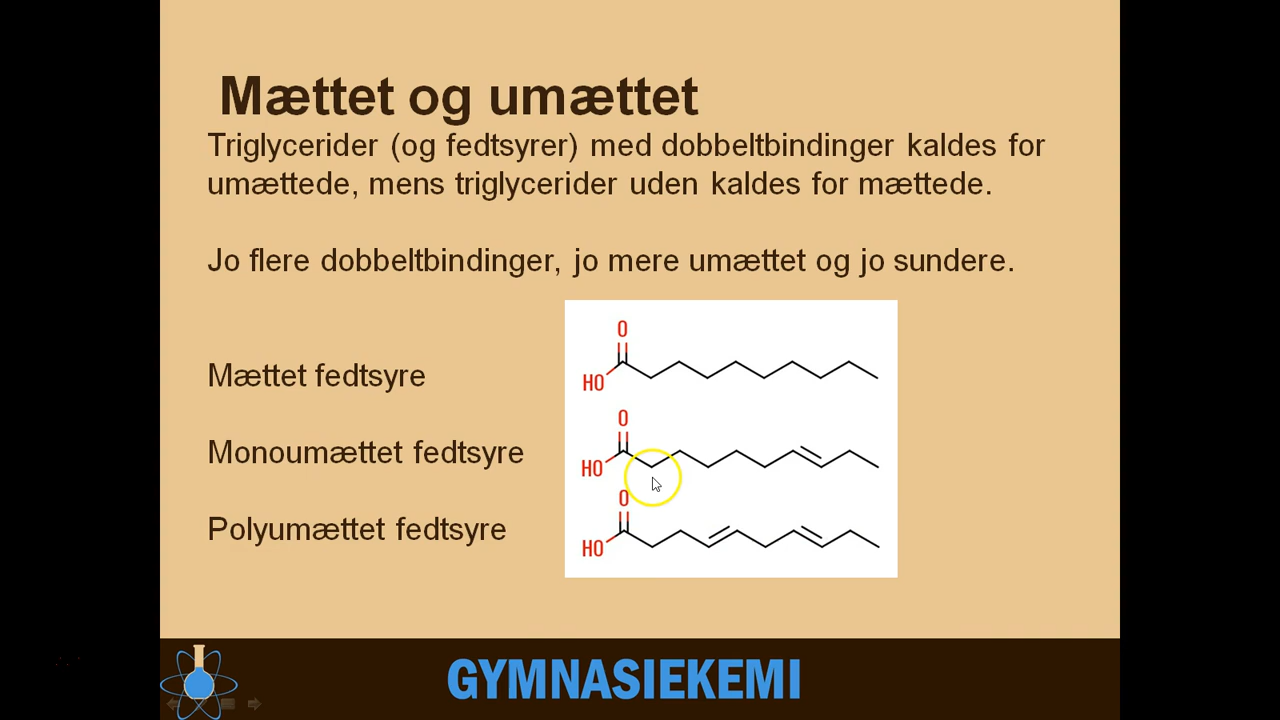 Mættet og umættet
Triglycerider (og fedtsyrer) med dobbeltbindinger kaldes for
umættede, mens triglycerider uden kaldes for mættede.
Jo flere dobbeltbindinger, jo mere umættet og jo sundere.
Mættet fedtsyre
O
HO
Monoumættet fedtsyre
O
HO
Polyumættet fedtsyre
O
HO
GYMNASIEKEMI